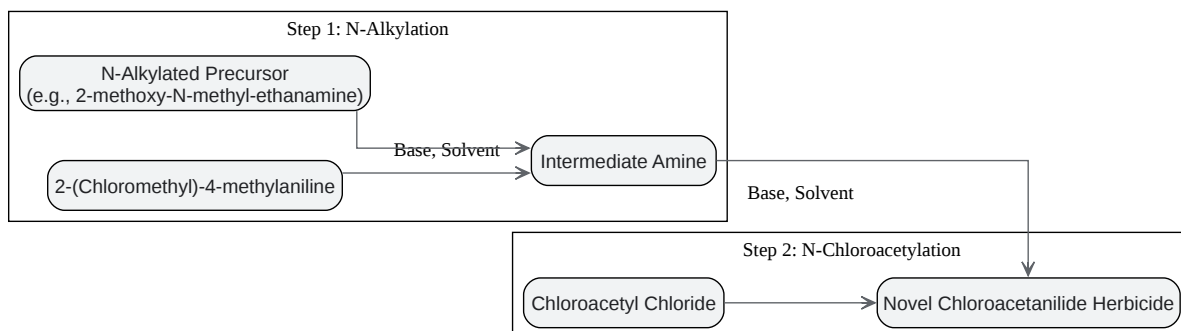 Step 1: N-Alkylation
N-Alkylated Precursor
(e.g., 2-methoxy-N-methyl-ethanamine)
Base, Solvent
Intermediate Amine
2-(Chloromethyl)-4-methylaniline
Base, Solvent
Step 2: N-Chloroacetylation
Chloroacetyl Chloride
Novel Chloroacetanilide Herbicide